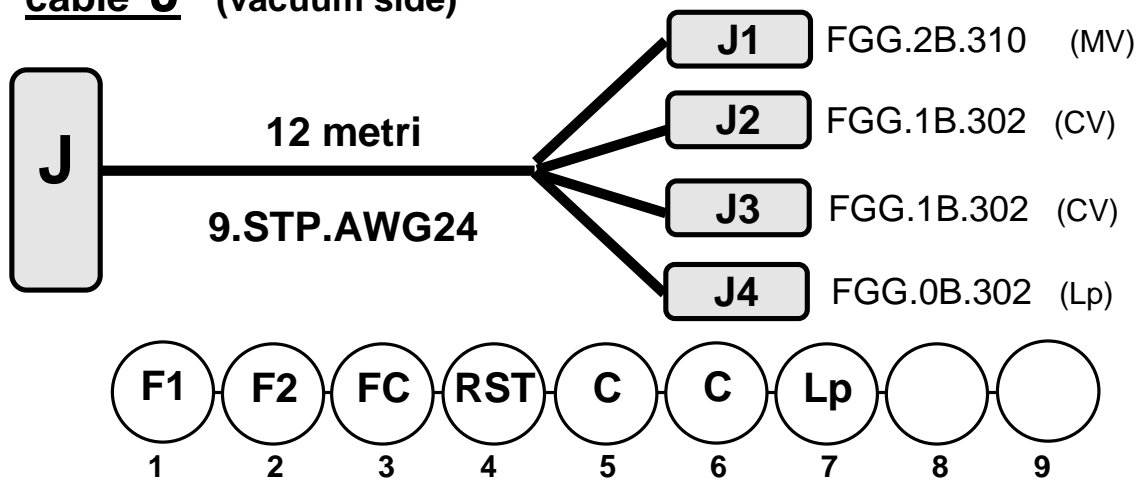 cable J (vacuum side)
J1 FGG.2B.310 (MV)
J2 FGG.1B.302 (CV)
12 metri
J
J3 FGG.1B.302 (CV)
9.STP.AWG24
J4 FGG.0B.302 (Lp)
F1 F2 FC RST C C Lp
1 2 3 4 5 6 7 8 9